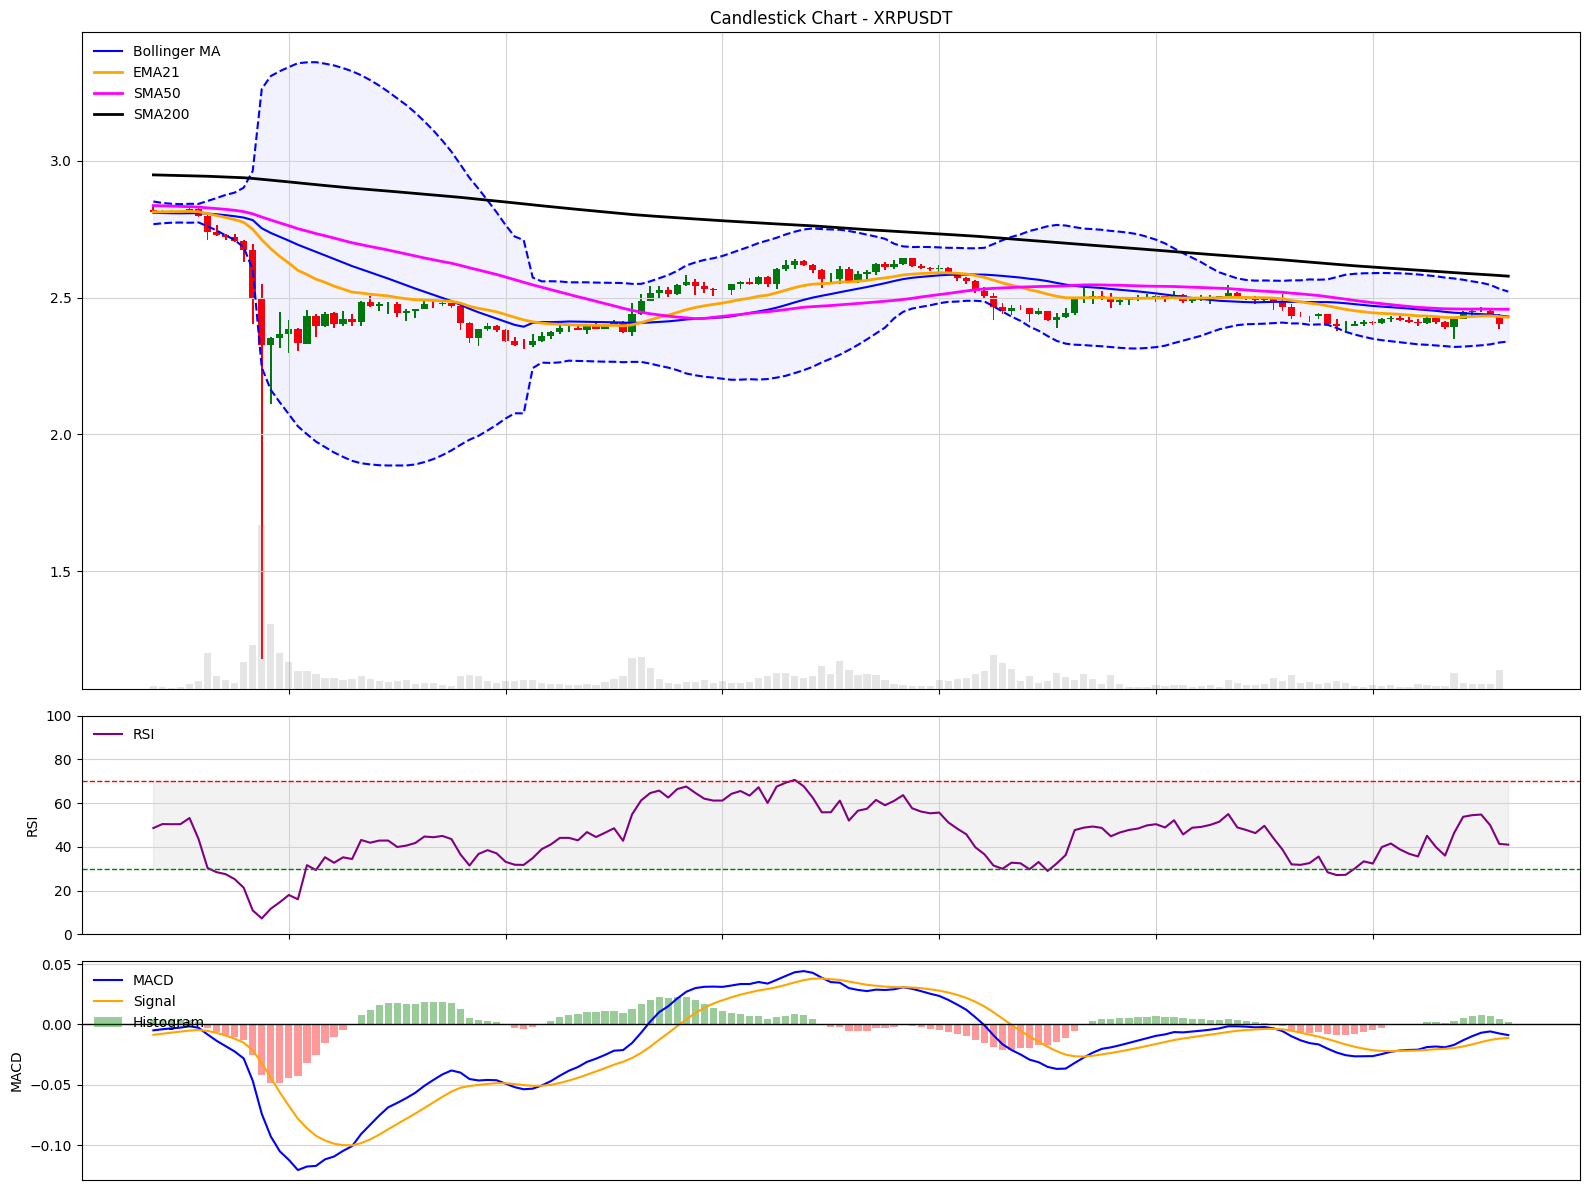 Candlestick Chart - XRPUSDT
Bollinger MA
EMA21
SMA50
SMA200
3.0
2.5
2.0
1.5
100
RSI
80
60
RSI
40
20
0
0.05
MACD
Signal
Histogram
0.00
MACD
−0.05
−0.10